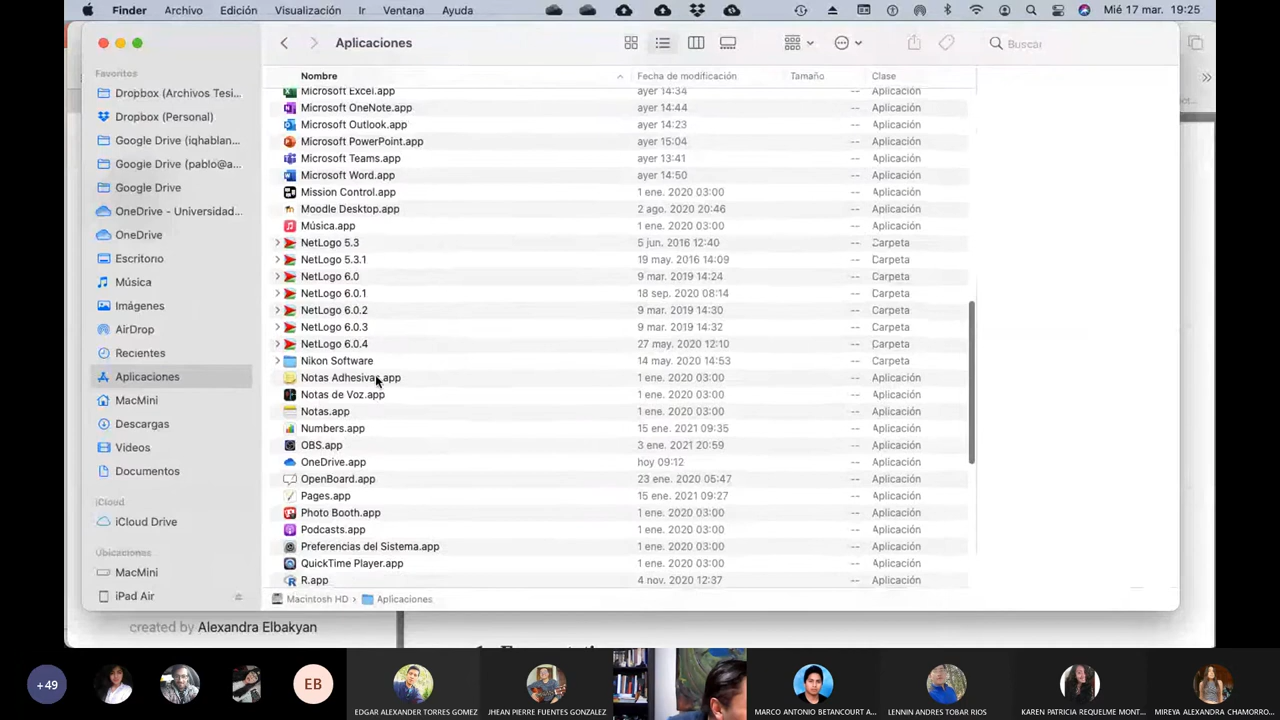 Finder Archivo Edición Visualización Ir Ventana Ayuda Mié 17 mar. 19:25
Aplicaciones
Buscar
Favoritos
Dropbox (Archivos Tesi...
Dropbox (Personal)
Google Drive (iqhablan...
Google Drive (pablo@a...
Google Drive
OneDrive - Universidad...
OneDrive
Escritorio
Música
Imágenes
AirDrop
Recientes
Aplicaciones
MacMini
Descargas
Vídeos
Documentos
iCloud
iCloud Drive
Ubicaciones
MacMini
iPad Air
Nombre Fecha de modificación Tamaño Clase
Microsoft Excel.app ayer 14:34 -- Aplicación
Microsoft OneNote.app ayer 14:44 -- Aplicación
Microsoft Outlook.app ayer 14:23 -- Aplicación
Microsoft PowerPoint.app ayer 15:04 -- Aplicación
Microsoft Teams.app ayer 13:41 -- Aplicación
Microsoft Word.app ayer 14:50 -- Aplicación
Mission Control.app 1 ene. 2020 03:00 -- Aplicación
Moodle Desktop.app 2 ago. 2020 20:46 -- Aplicación
Música.app 1 ene. 2020 03:00 -- Aplicación
NetLogo 5.3 5 jun. 2016 12:40 -- Carpeta
NetLogo 5.3.1 19 may. 2016 14:09 -- Carpeta
NetLogo 6.0 9 mar. 2019 14:24 -- Carpeta
NetLogo 6.0.1 18 sep. 2020 08:14 -- Carpeta
NetLogo 6.0.2 9 mar. 2019 14:30 -- Carpeta
NetLogo 6.0.3 9 mar. 2019 14:32 -- Carpeta
NetLogo 6.0.4 27 may. 2020 12:10 -- Carpeta
Nikon Software 14 may. 2020 14:53 -- Carpeta
Notas Adhesivas.app 1 ene. 2020 03:00 -- Aplicación
Notas de Voz.app 1 ene. 2020 03:00 -- Aplicación
Notas.app 1 ene. 2020 03:00 -- Aplicación
Numbers.app 15 ene. 2021 09:35 -- Aplicación
OBS.app 3 ene. 2021 20:59 -- Aplicación
OneDrive.app hoy 09:12 -- Aplicación
OpenBoard.app 23 ene. 2020 05:47 -- Aplicación
Pages.app 15 ene. 2021 09:27 -- Aplicación
Photo Booth.app 1 ene. 2020 03:00 -- Aplicación
Podcasts.app 1 ene. 2020 03:00 -- Aplicación
Preferencias del Sistema.app 1 ene. 2020 03:00 -- Aplicación
QuickTime Player.app 1 ene. 2020 03:00 -- Aplicación
R.app 4 nov. 2020 12:37 -- Aplicación
Macintosh HD › Aplicaciones
created by Alexandra Elbakyan
+49
EB
EDGAR ALEXANDER TORRES GOMEZ
JHEAN PIERRE FUENTES GONZALEZ
MARCO ANTONIO BETANCOURT A...
LENNIN ANDRES TOBAR RIOS
KAREN PATRICIA REQUELME MONT...
MIREYA ALEXANDRA CHAMORRO...